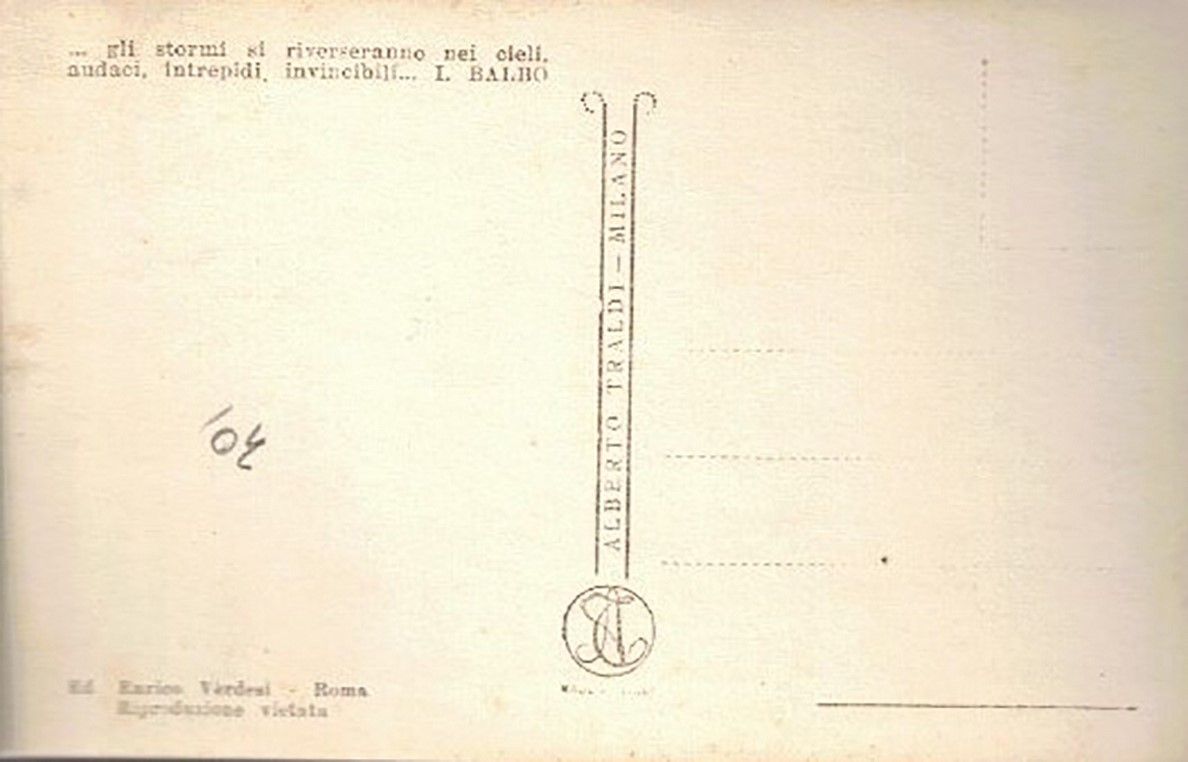 ... gli stormi si riverseranno nei cieli,
audaci, intrepidi, invincibili... I. BALBO
ALBERTO TRALDI — MILANO
Ed. Enrico Verdesi - Roma
Riproduzione vietata